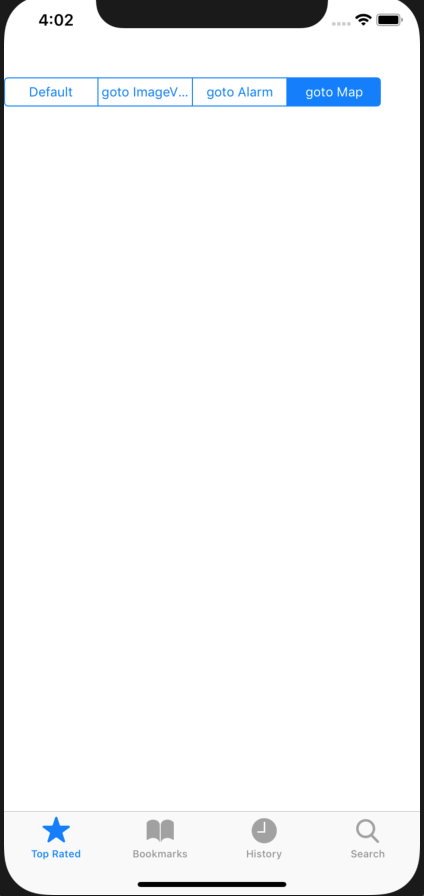 4:02
Default goto ImageV... goto Alarm goto Map
Top Rated Bookmarks History Search